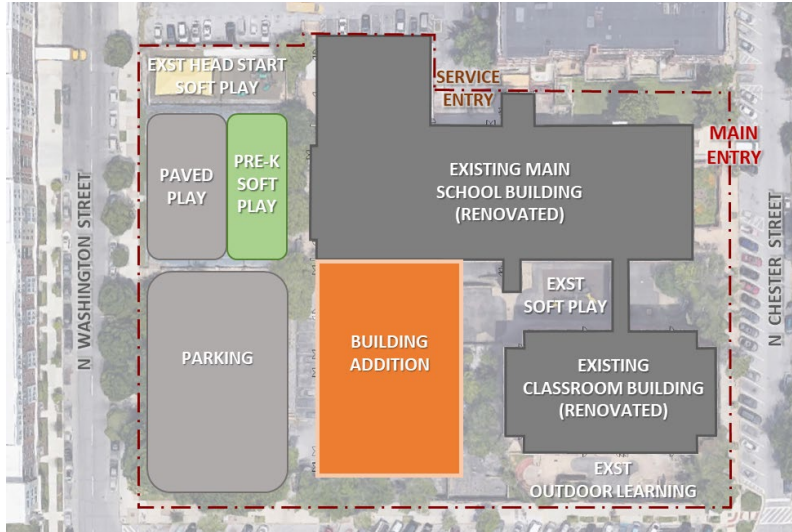 EXST HEAD START
SOFT PLAY
SERVICE
ENTRY
MAIN
ENTRY
PAVED
PLAY
PRE-K
SOFT
PLAY
EXISTING MAIN
SCHOOL BUILDING
(RENOVATED)
N WASHINGTON STREET
N CHESTER STREET
EXST
SOFT PLAY
PARKING
BUILDING
ADDITION
EXISTING
CLASSROOM BUILDING
(RENOVATED)
EXST
OUTDOOR LEARNING